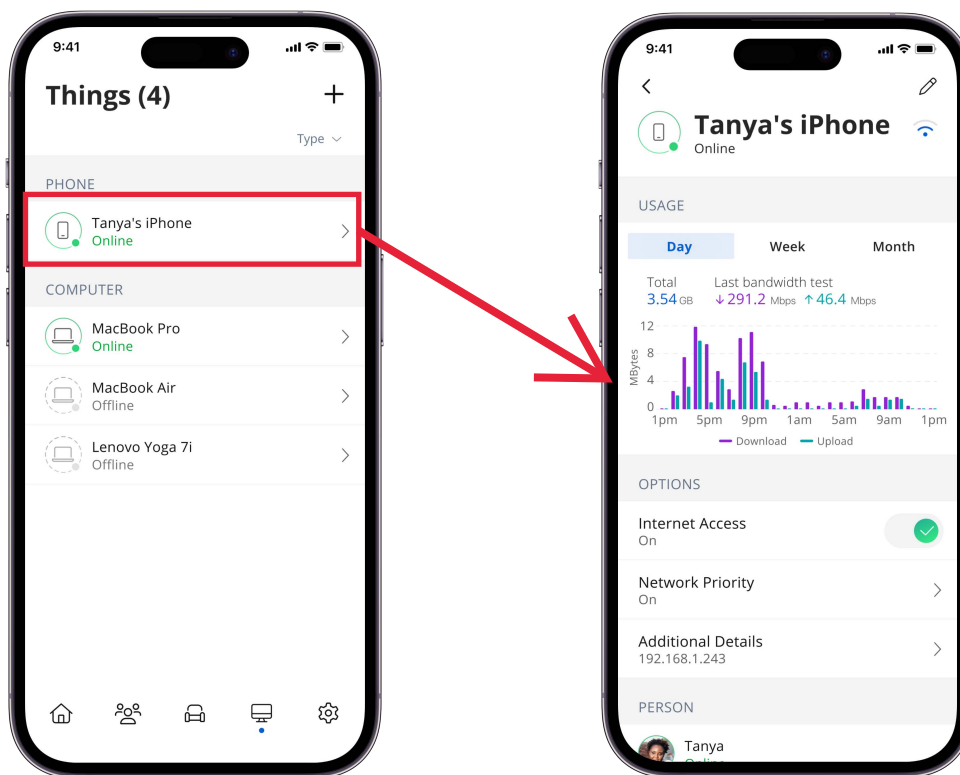 9:41
Things (4)
Type
PHONE
Tanya's iPhone
Online
COMPUTER
MacBook Pro
Online
MacBook Air
Offline
Lenovo Yoga 7i
Offline
9:41
Tanya's iPhone
Online
USAGE
Day Week Month
Total Last bandwidth test
3.54 GB ↓ 291.2 Mbps ↑ 46.4 Mbps
MBytes
12
8
4
0
1pm 5pm 9pm 1am 5am 9am 1pm
Download Upload
OPTIONS
Internet Access
On
Network Priority
On
Additional Details
192.168.1.243
PERSON
Tanya
Online